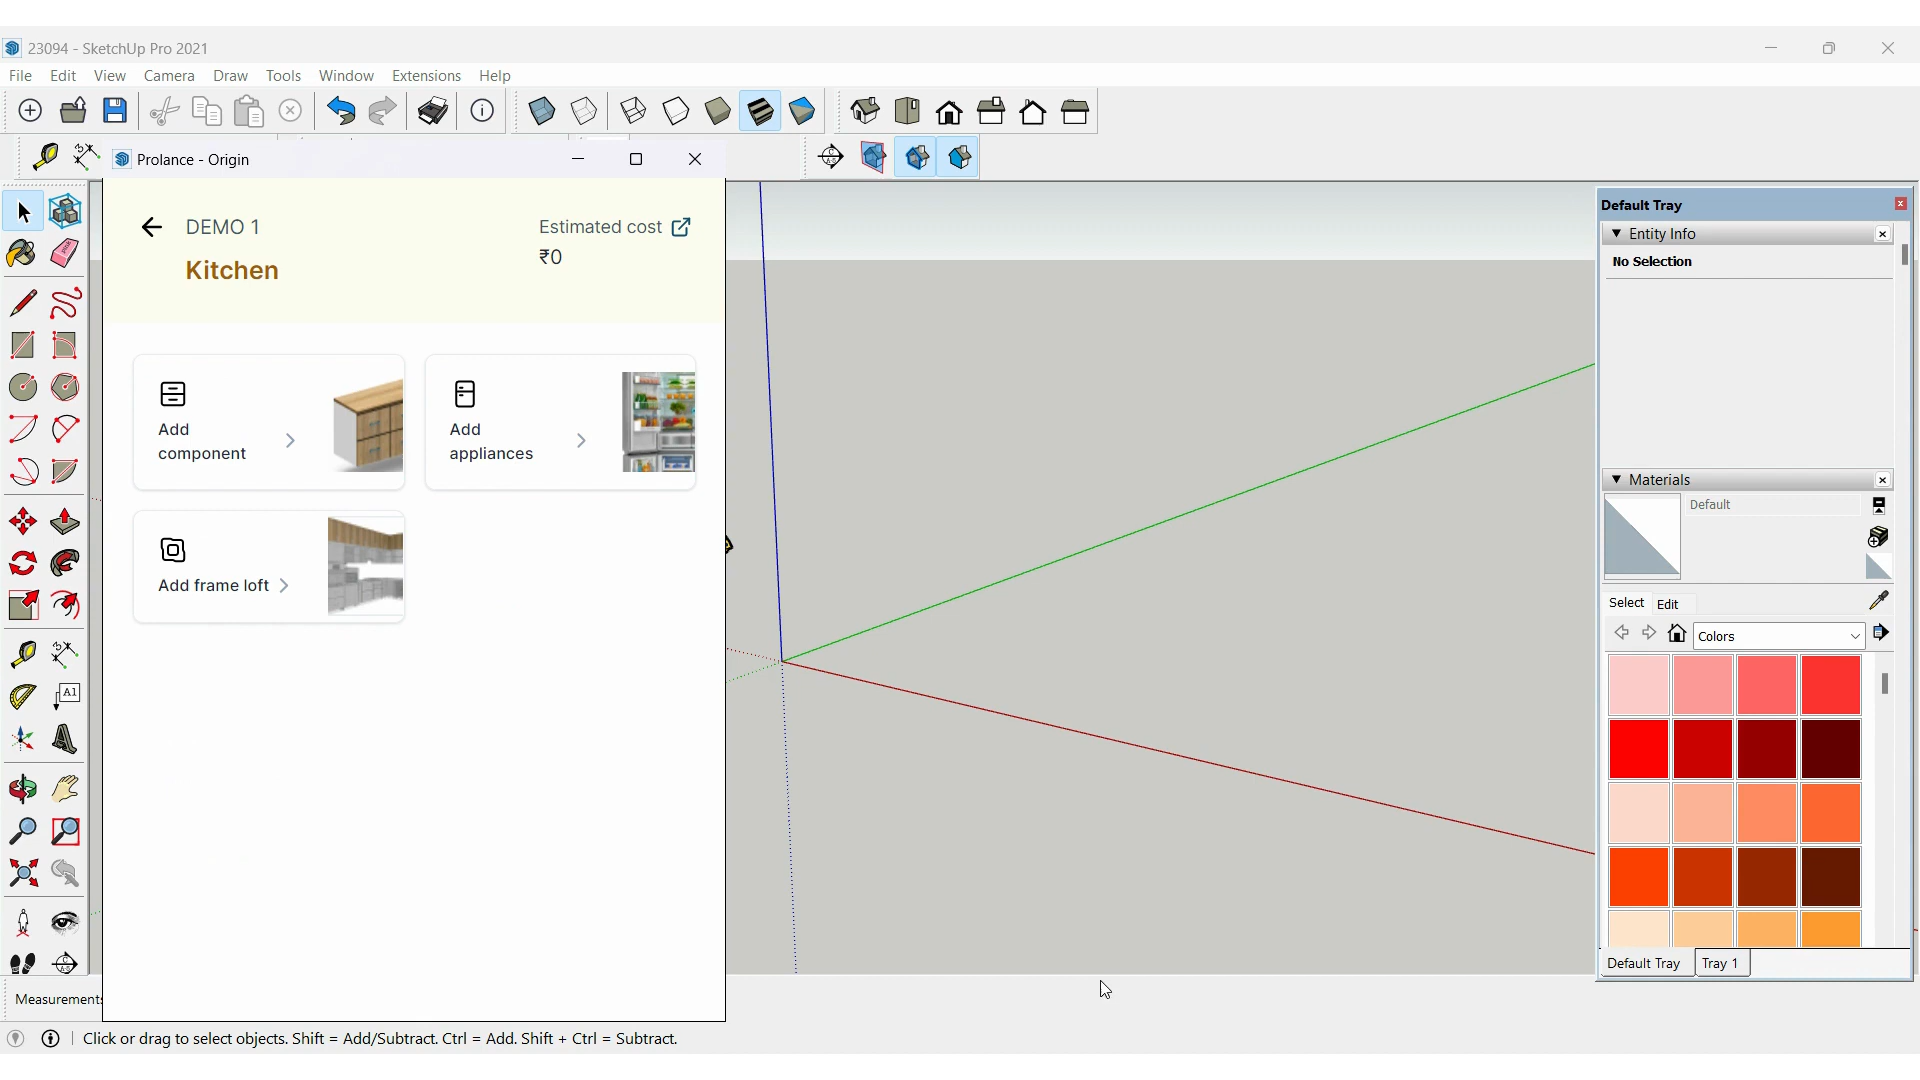 23094 - SketchUp Pro 2021
File Edit View Camera Draw Tools Window Extensions Help
Prolance - Origin
DEMO 1
Kitchen
Estimated cost
₹0
Add
component
Add
appliances
Add frame loft
A1
Default Tray
Entity Info
No Selection
Materials
Default
Select Edit
Colors
Default Tray Tray 1
Measurements
Click or drag to select objects. Shift = Add/Subtract. Ctrl = Add. Shift + Ctrl = Subtract.